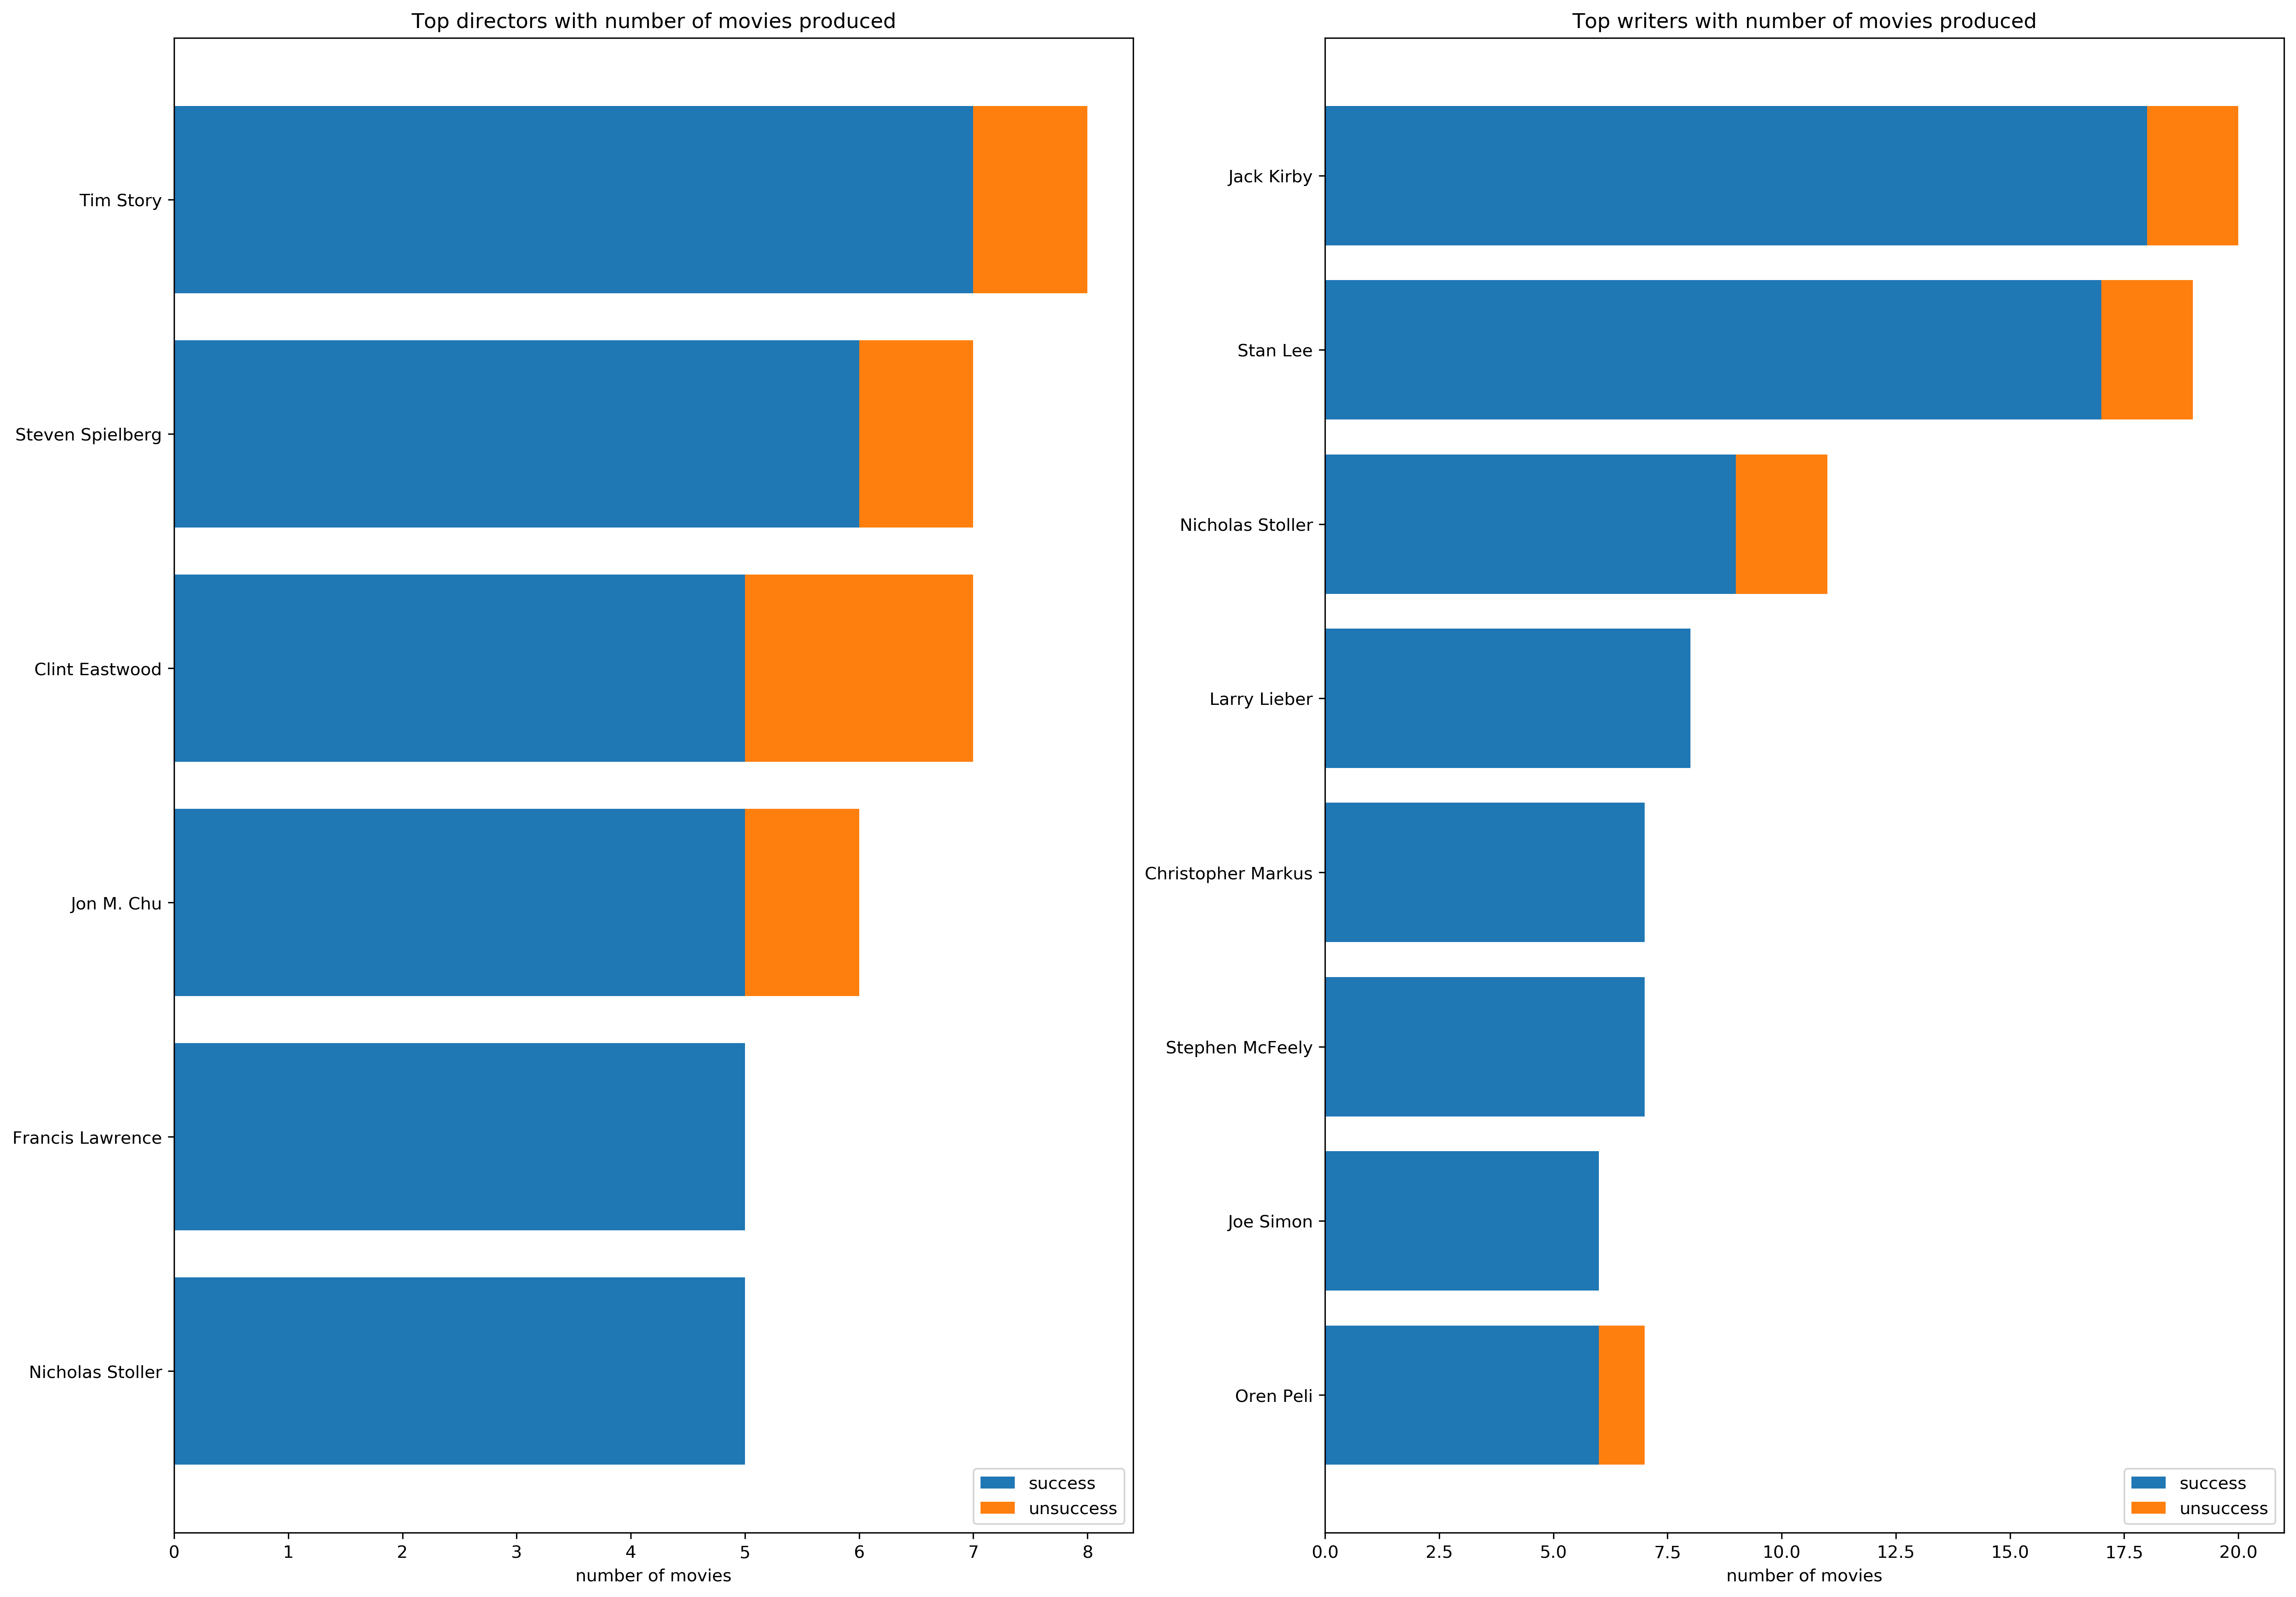 Top directors with number of movies produced
Tim Story
Steven Spielberg
Clint Eastwood
Jon M. Chu
Francis Lawrence
Nicholas Stoller
success
unsuccess
0 1 2 3 4 5 6 7 8
number of movies
Top writers with number of movies produced
Jack Kirby
Stan Lee
Nicholas Stoller
Larry Lieber
Christopher Markus
Stephen McFeely
Joe Simon
Oren Peli
success
unsuccess
0.0 2.5 5.0 7.5 10.0 12.5 15.0 17.5 20.0
number of movies